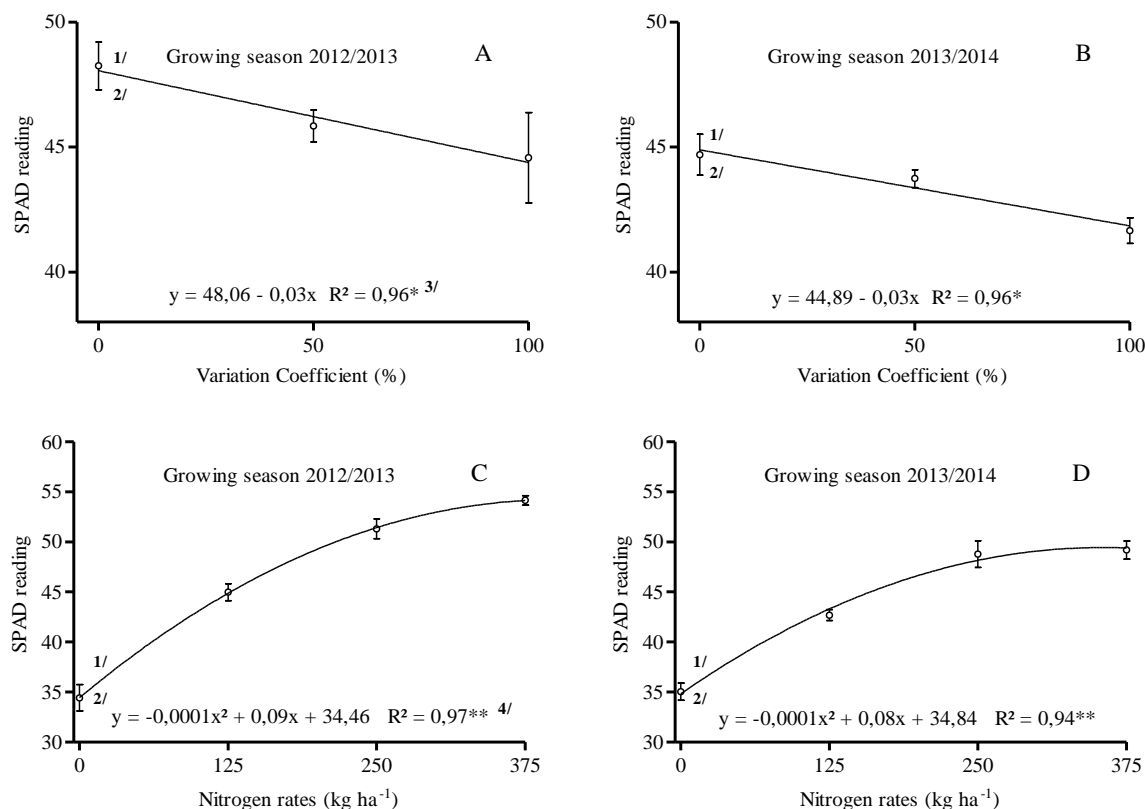 50
1/
Growing season 2012/2013
A
2/
45
SPAD reading
40
y = 48,06 - 0,03x R² = 0,96* 3/
0
50
100
Variation Coefficient (%)
50
Growing season 2013/2014
B
1/
45
2/
SPAD reading
40
y = 44,89 - 0,03x R² = 0,96*
0
50
100
Variation Coefficient (%)
60
Growing season 2012/2013
C
55
50
SPAD reading
45
40
1/
35
2/
y = -0,0001x² + 0,09x + 34,46 R² = 0,97** 4/
30
0
125
250
375
Nitrogen rates (kg ha⁻¹)
60
Growing season 2013/2014
D
55
50
SPAD reading
45
40
1/
35
2/
y = -0,0001x² + 0,08x + 34,84 R² = 0,94**
30
0
125
250
375
Nitrogen rates (kg ha⁻¹)